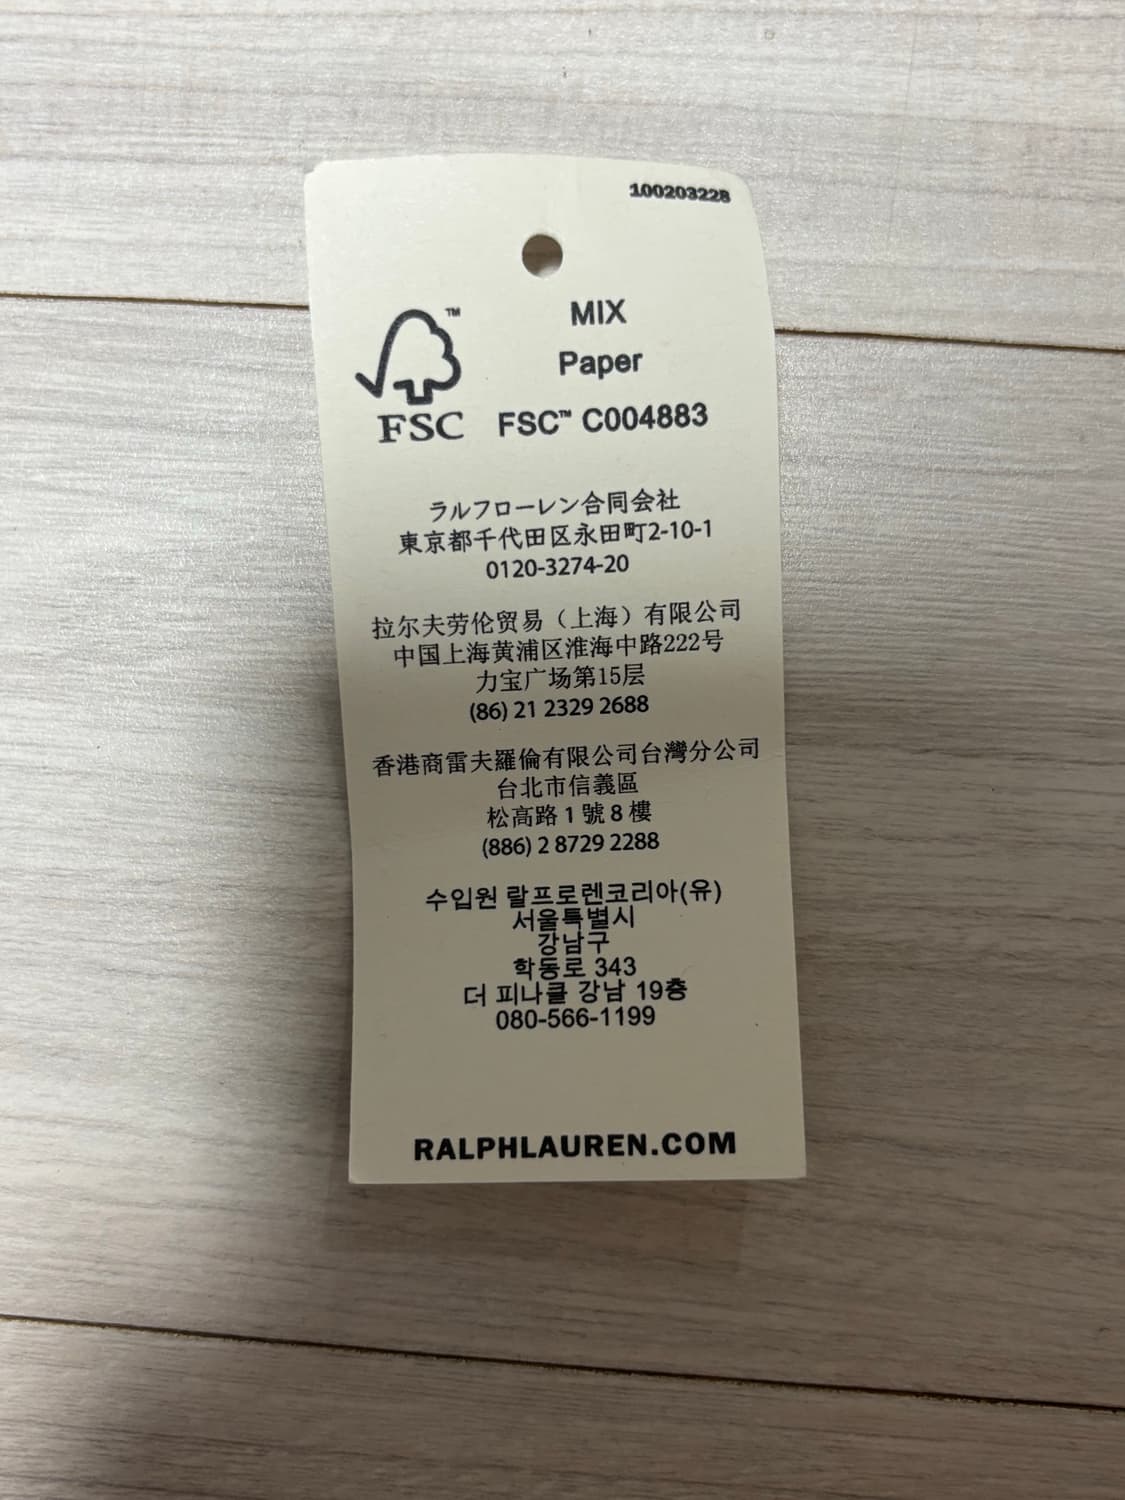 100203228
MIX
Paper
FSC™ C004883
™
FSC
ラルフローレン合同会社
東京都千代田区永田町2-10-1
0120-3274-20
拉尔夫劳伦贸易（上海）有限公司
中国上海黄浦区淮海中路222号
力宝广场第15层
(86) 21 2329 2688
香港商雷夫羅倫有限公司台灣分公司
台北市信義區
松高路 1 號 8 樓
(886) 2 8729 2288
수입원 랄프로렌코리아(유)
서울특별시
강남구
학동로 343
더 피나클 강남 19층
080-566-1199
RALPHLAUREN.COM